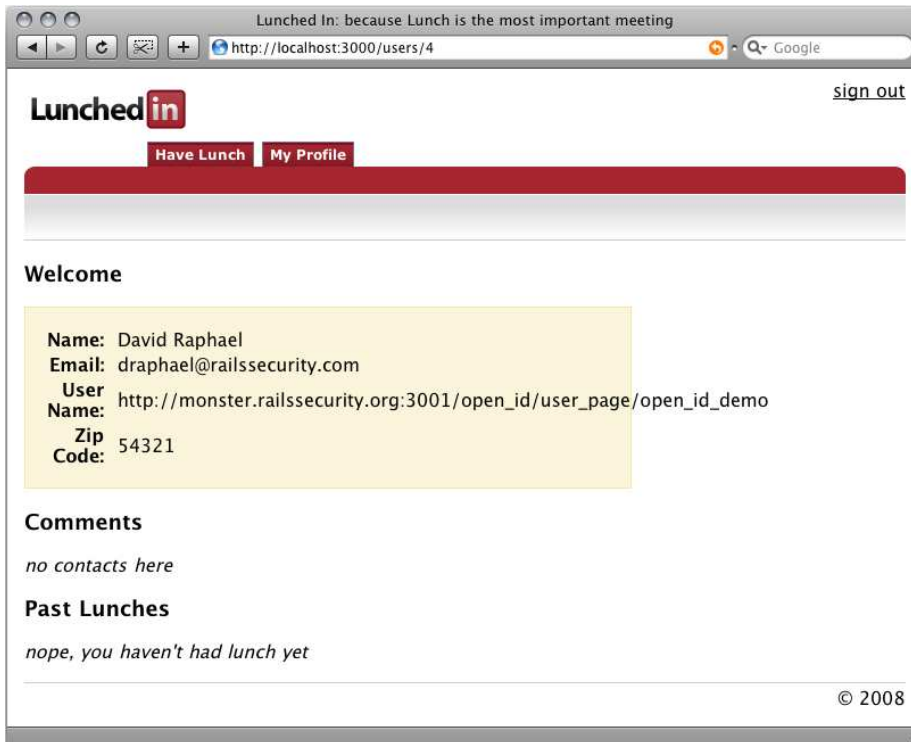 Lunched In: because Lunch is the most important meeting
http://localhost:3000/users/4
Google
sign out
Lunched in
Have Lunch My Profile
Welcome
Name: David Raphael
Email: draphael@railssecurity.com
User Name: http://monster.railssecurity.org:3001/open_id/user_page/open_id_demo
Zip Code: 54321
Comments
no contacts here
Past Lunches
nope, you haven't had lunch yet
© 2008